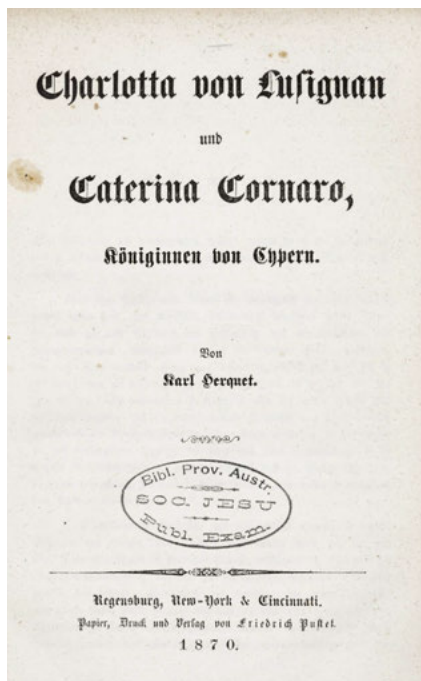 Charlotta von Lusignan
und
Caterina Cornaro,
Königinnen von Cypern.
Von
Karl Herquet.
Bibl. Prov. Austr.
SOC. JESU
Publ. Exam.
Regensburg, New-York & Cincinnati.
Papier, Druck und Verlag von Friedrich Pustet.
1870.